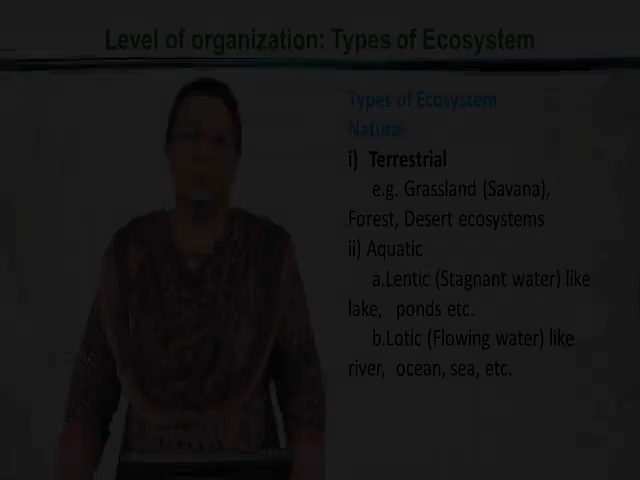 Level of organization: Types of Ecosystem
Types of Ecosystem
Natural
i) Terrestrial
e.g. Grassland (Savana),
Forest, Desert ecosystems
ii) Aquatic
a.Lentic (Stagnant water) like
lake, ponds etc.
b.Lotic (Flowing water) like
river, ocean, sea, etc.